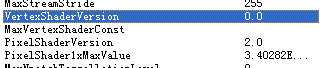 MaxStreamStride 255
VertexShaderVersion 0.0
MaxVertexShaderConst
PixelShaderVersion 2.0
PixelShader1xMaxValue 3.40282E...